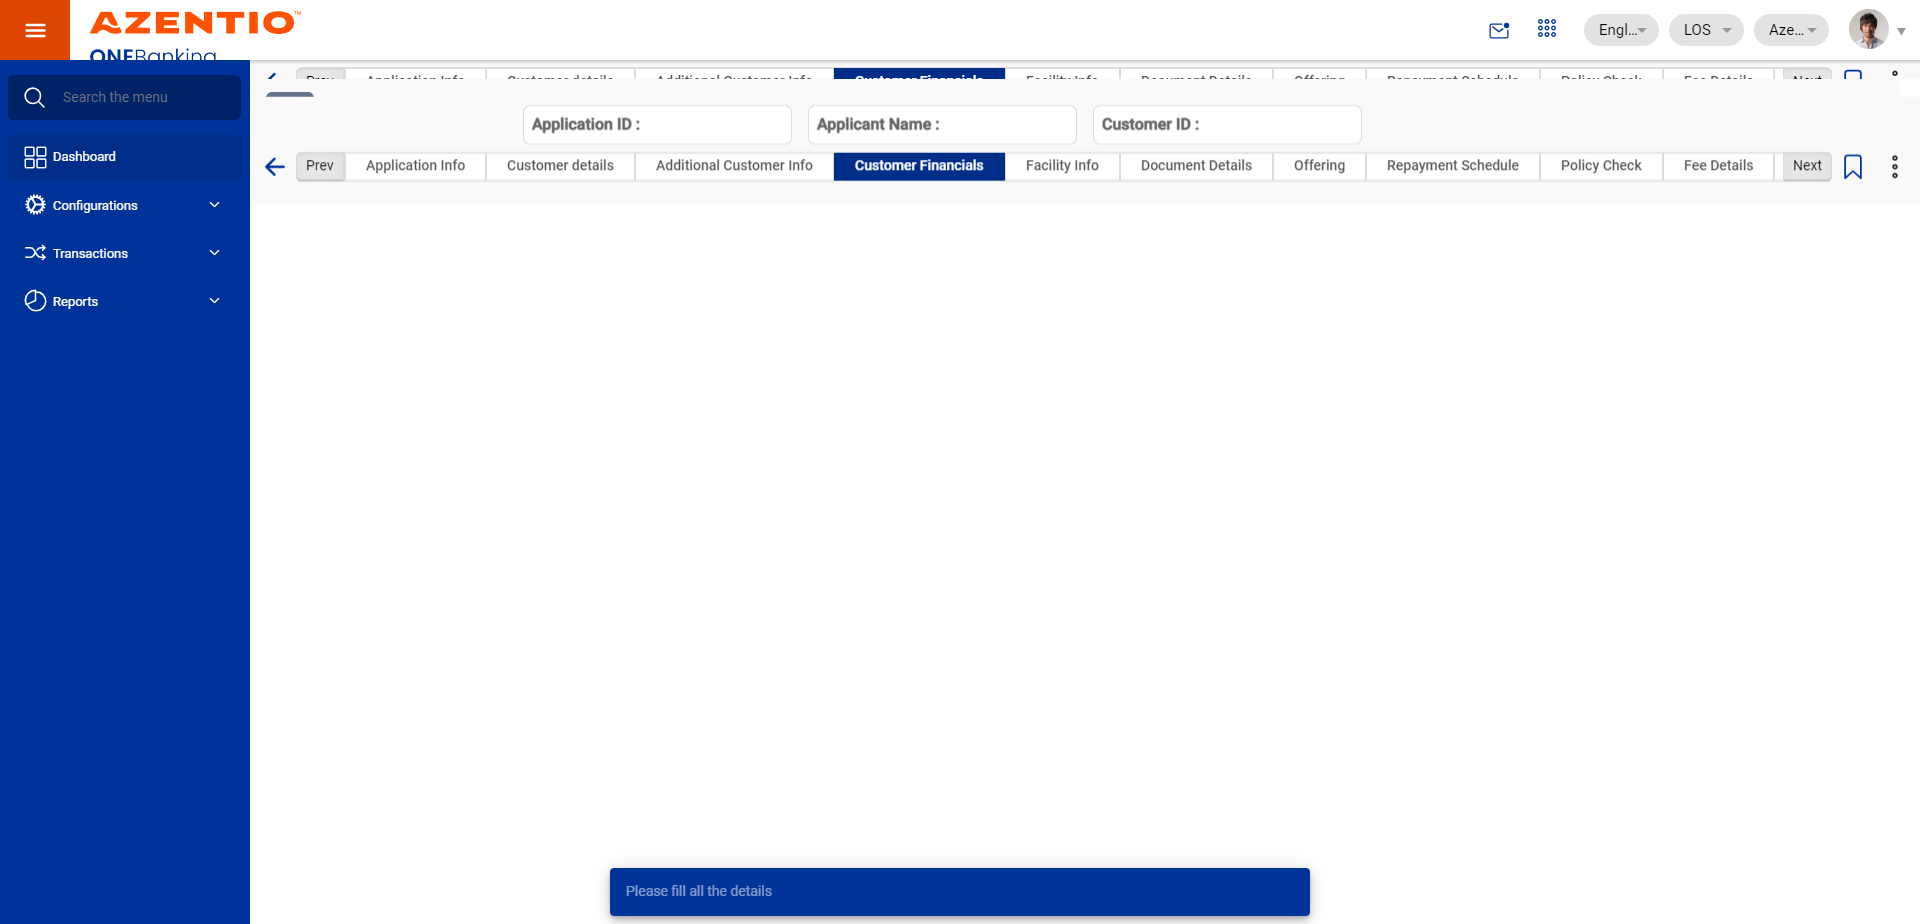 AZENTIO™
ONEBanking
Engl...
LOS
Aze...
Search the menu
Dashboard
Configurations
Transactions
Reports
Prev Application Info Customer details Additional Customer Info Customer Financials Facility Info Document Details Offering Repayment Schedule Policy Check Fee Details Next
Application ID :
Applicant Name :
Customer ID :
Prev Application Info Customer details Additional Customer Info Customer Financials Facility Info Document Details Offering Repayment Schedule Policy Check Fee Details Next
Please fill all the details